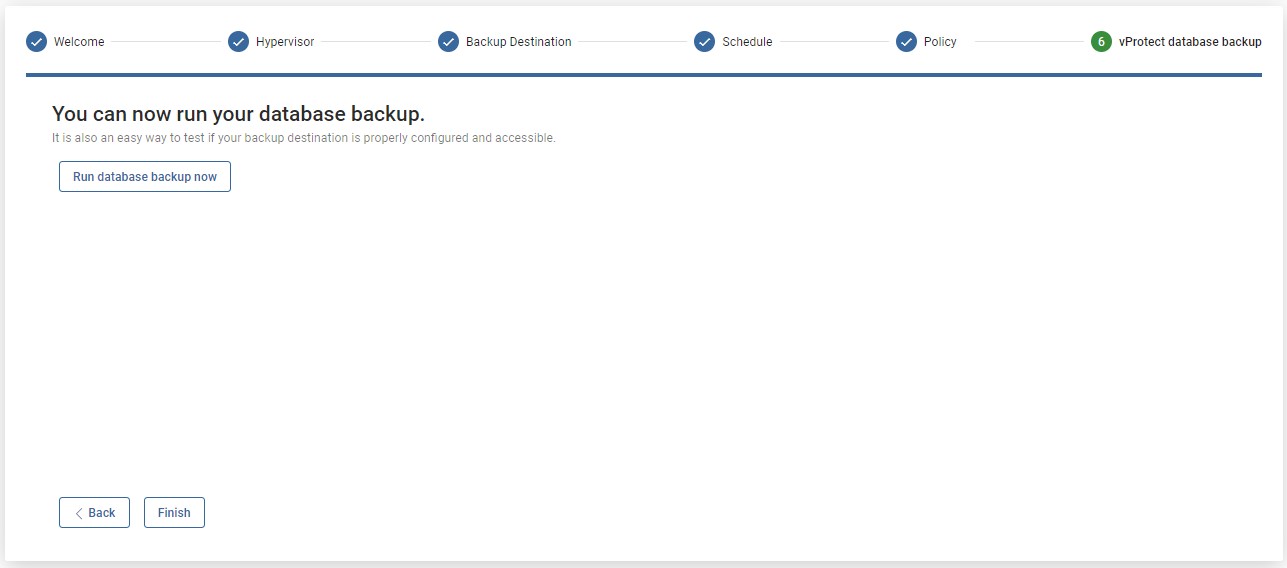 Welcome
Hypervisor
Backup Destination
Schedule
Policy
6 vProtect database backup
You can now run your database backup.
It is also an easy way to test if your backup destination is properly configured and accessible.
Run database backup now
Back
Finish